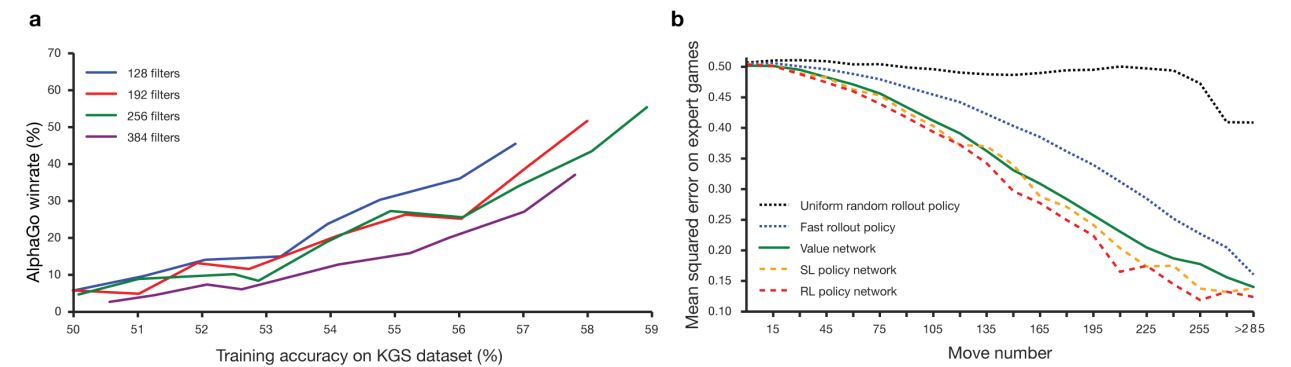 a
AlphaGo winrate (%)
70
60
50
40
30
20
10
0
128 filters
192 filters
256 filters
384 filters
50 51 52 53 54 55 56 57 58 59
Training accuracy on KGS dataset (%)
b
Mean squared error on expert games
0.50
0.45
0.40
0.35
0.30
0.25
0.20
0.15
0.10
Uniform random rollout policy
Fast rollout policy
Value network
SL policy network
RL policy network
15 45 75 105 135 165 195 225 255 >285
Move number